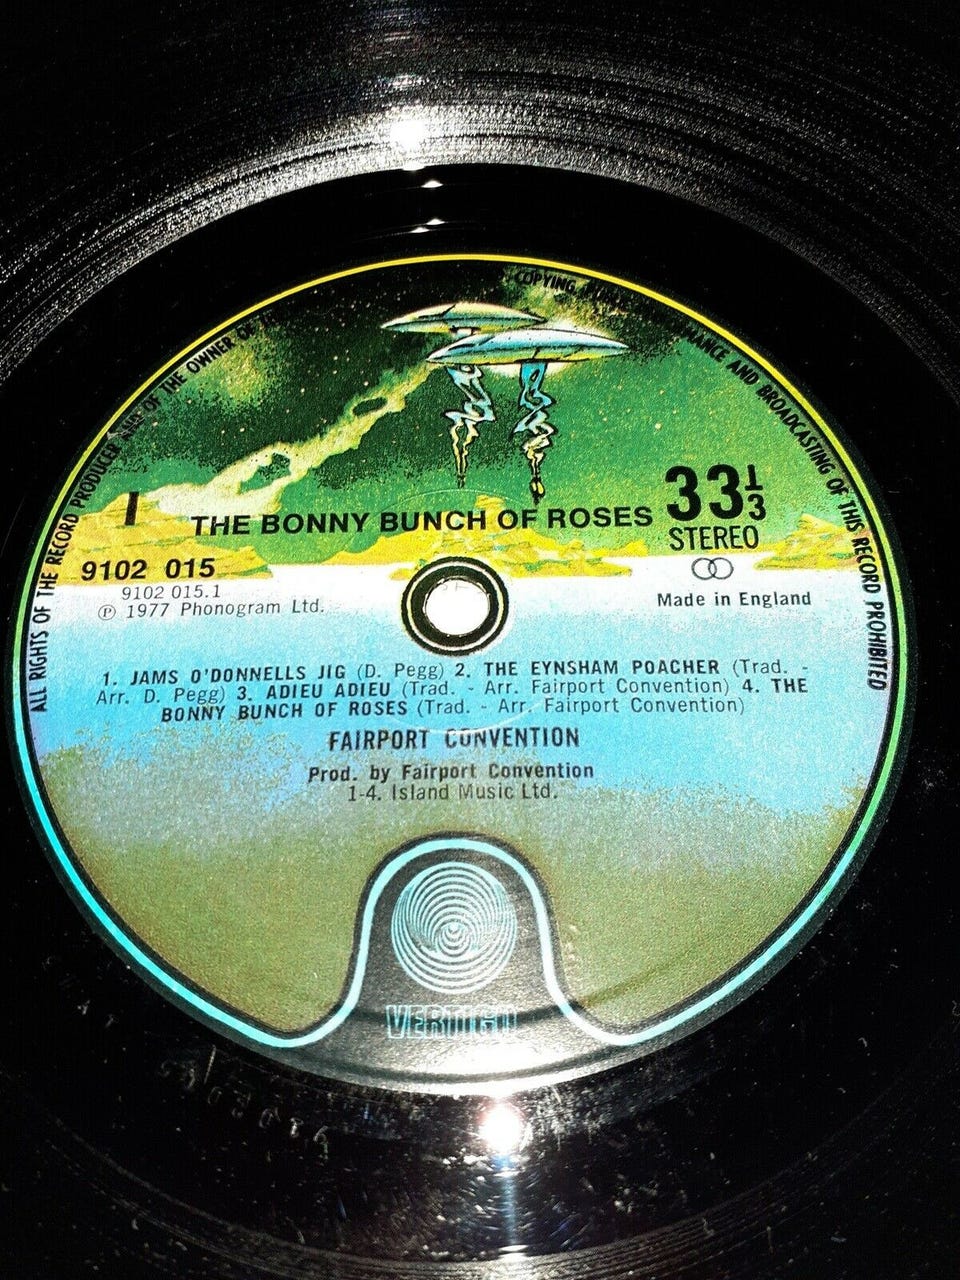 ALL RIGHTS OF THE RECORD PRODUCER AND OF THE OWNER OF
COPYING,
AND BROADCASTING OF THIS RECORD PROHIBITED
1
THE BONNY BUNCH OF ROSES
33⅓
STEREO
9102 015
9102 015.1
℗ 1977 Phonogram Ltd.
Made in England
1. JAMS O'DONNELLS JIG (D. Pegg) 2. THE EYNSHAM POACHER (Trad. -
Arr. D. Pegg) 3. ADIEU ADIEU (Trad. - Arr. Fairport Convention) 4. THE
BONNY BUNCH OF ROSES (Trad. - Arr. Fairport Convention)
FAIRPORT CONVENTION
Prod. by Fairport Convention
1-4. Island Music Ltd.
VERTIGO